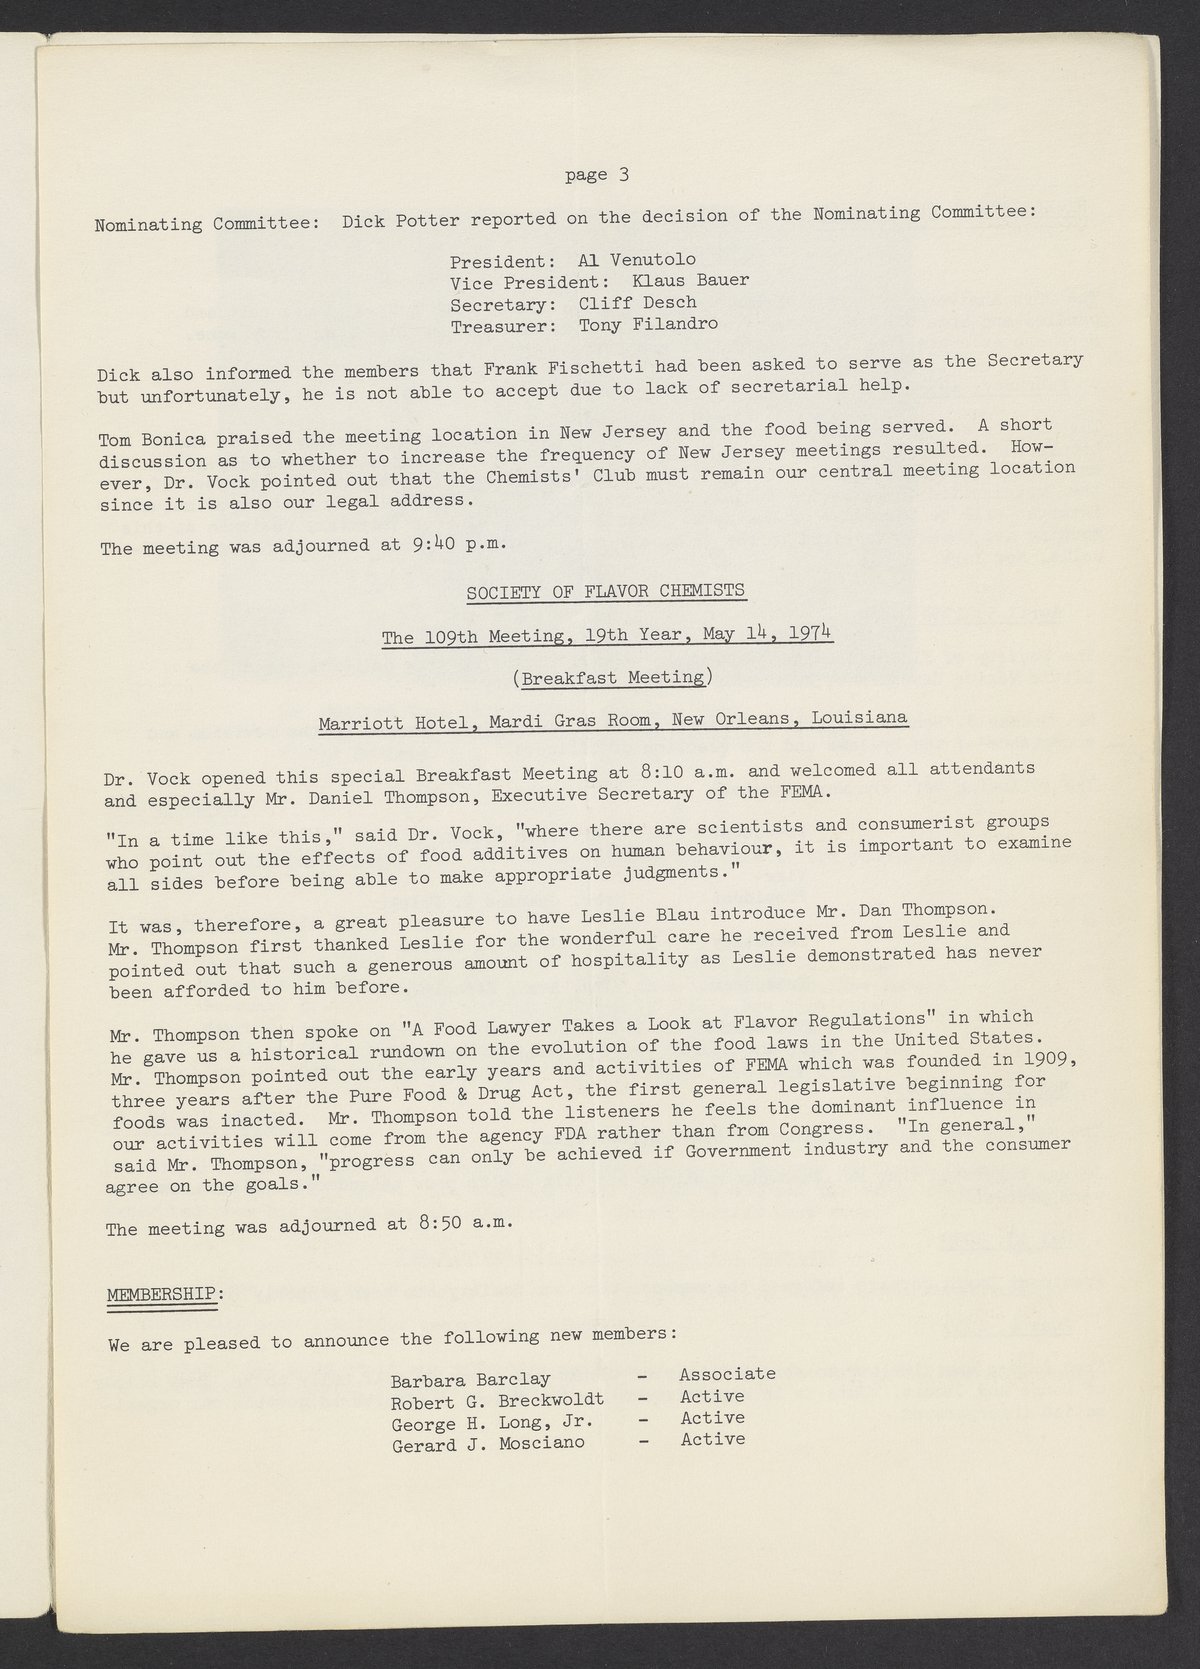 page 3
Nominating Committee: Dick Potter reported on the decision of the Nominating Committee:
President: Al Venutolo
Vice President: Klaus Bauer
Secretary: Cliff Desch
Treasurer: Tony Filandro
Dick also informed the members that Frank Fischetti had been asked to serve as the Secretary
but unfortunately, he is not able to accept due to lack of secretarial help.
Tom Bonica praised the meeting location in New Jersey and the food being served. A short
discussion as to whether to increase the frequency of New Jersey meetings resulted. How-
ever, Dr. Vock pointed out that the Chemists' Club must remain our central meeting location
since it is also our legal address.
The meeting was adjourned at 9:40 p.m.
SOCIETY OF FLAVOR CHEMISTS
The 109th Meeting, 19th Year, May 14, 1974
(Breakfast Meeting)
Marriott Hotel, Mardi Gras Room, New Orleans, Louisiana
Dr. Vock opened this special Breakfast Meeting at 8:10 a.m. and welcomed all attendants
and especially Mr. Daniel Thompson, Executive Secretary of the FEMA.
"In a time like this," said Dr. Vock, "where there are scientists and consumerist groups
who point out the effects of food additives on human behaviour, it is important to examine
all sides before being able to make appropriate judgments."
It was, therefore, a great pleasure to have Leslie Blau introduce Mr. Dan Thompson.
Mr. Thompson first thanked Leslie for the wonderful care he received from Leslie and
pointed out that such a generous amount of hospitality as Leslie demonstrated has never
been afforded to him before.
Mr. Thompson then spoke on "A Food Lawyer Takes a Look at Flavor Regulations" in which
he gave us a historical rundown on the evolution of the food laws in the United States.
Mr. Thompson pointed out the early years and activities of FEMA which was founded in 1909,
three years after the Pure Food & Drug Act, the first general legislative beginning for
foods was inacted. Mr. Thompson told the listeners he feels the dominant influence in
our activities will come from the agency FDA rather than from Congress. "In general,"
said Mr. Thompson, "progress can only be achieved if Government industry and the consumer
agree on the goals."
The meeting was adjourned at 8:50 a.m.
MEMBERSHIP:
We are pleased to announce the following new members:
Barbara Barclay - Associate
Robert G. Breckwoldt - Active
George H. Long, Jr. - Active
Gerard J. Mosciano - Active